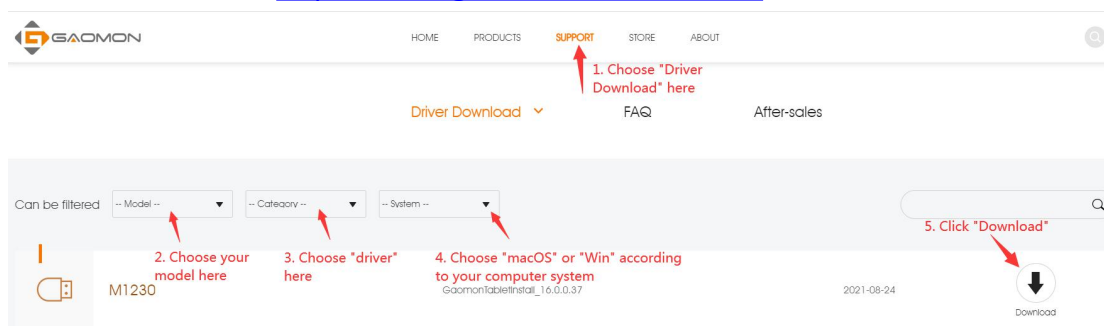 GAOMON
HOME PRODUCTS SUPPORT STORE ABOUT
1. Choose "Driver
Download" here
Driver Download FAQ After-sales
Can be filtered -- Model -- -- Category -- -- System --
5. Click "Download"
2. Choose your
model here
3. Choose "driver"
here
4. Choose "macOS" or "Win" according
to your computer system
M1230 GaomonTabletInstall_16.0.0.37 2021-08-24
Download